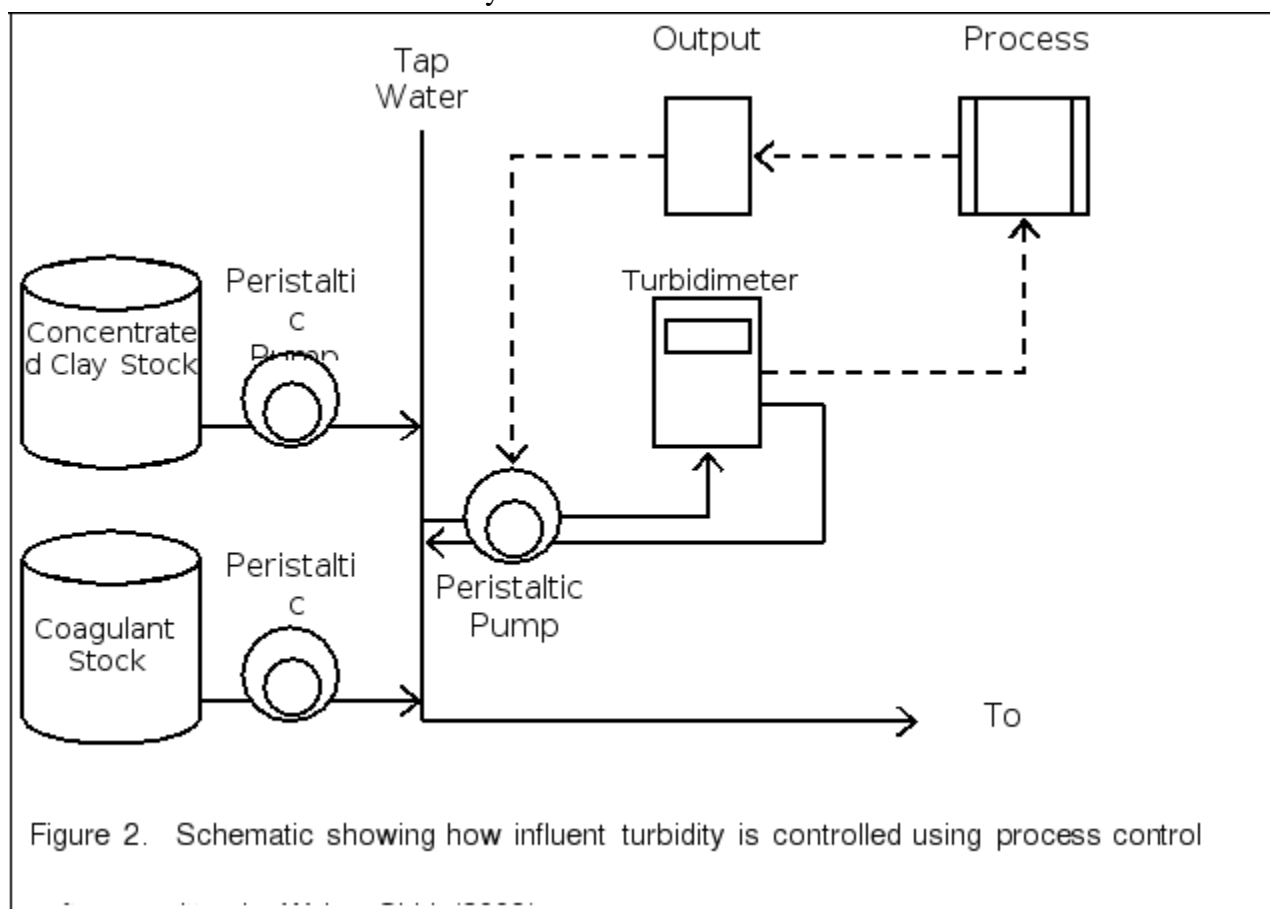 Output
Process
Tap
Water
Turbidimeter
Peristalti
c
Pump
Concentrate
d Clay Stock
Peristaltic
Pump
Peristalti
c
Coagulant
Stock
To
Figure 2. Schematic showing how influent turbidity is controlled using process control